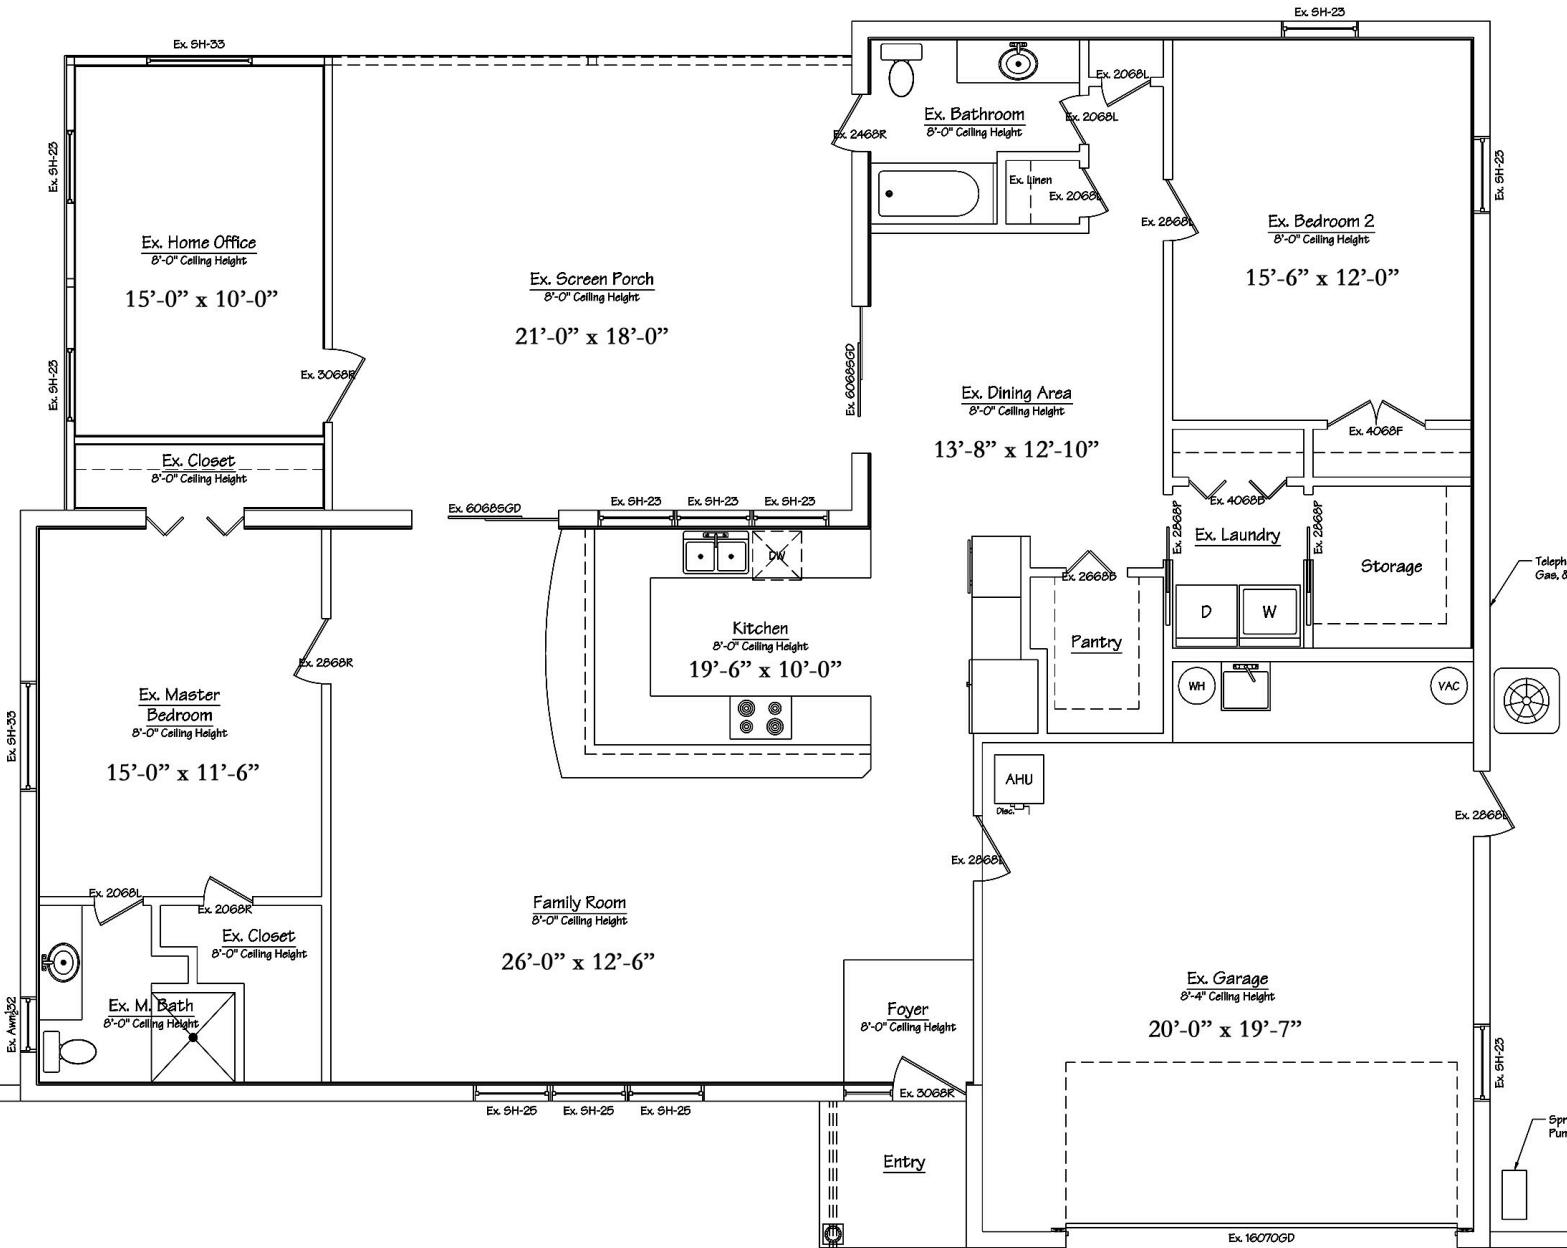 Ex. SH-23
Ex. SH-33
Ex. 2068L
Ex. Bathroom
8'-0" Ceiling Height
Ex. 2068L
Ex. 2468R
Ex. SH-23
Ex. SH-23
Ex. Linen
Ex. 2068L
Ex. 2868L
Ex. Bedroom 2
8'-0" Ceiling Height
15'-6" x 12'-0"
Ex. Home Office
8'-0" Ceiling Height
15'-0" x 10'-0"
Ex. Screen Porch
8'-0" Ceiling Height
21'-0" x 18'-0"
Ex. 3068R
Ex. SH-23
Ex. 6068SGD
Ex. Dining Area
8'-0" Ceiling Height
13'-8" x 12'-10"
Ex. 4068F
Ex. Closet
8'-0" Ceiling Height
Ex. 6068SGD
Ex. SH-23
Ex. SH-23
Ex. SH-23
Ex. 4068B
Ex. 2868P
Ex. 2868P
Ex. Laundry
DW
Ex. 2668B
Storage
Teleph
Gas, &
D
W
Kitchen
8'-0" Ceiling Height
19'-6" x 10'-0"
Pantry
Ex. 2868R
Ex. Master
Bedroom
8'-0" Ceiling Height
15'-0" x 11'-6"
Ex. SH-33
WH
VAC
AHU
Disc.
Ex. 2868L
Ex. 2868L
Ex. 2068L
Ex. 2068R
Family Room
8'-0" Ceiling Height
26'-0" x 12'-6"
Ex. Closet
8'-0" Ceiling Height
Ex. M. Bath
8'-0" Ceiling Height
Ex. Awn
32
Foyer
8'-0" Ceiling Height
Ex. Garage
8'-4" Ceiling Height
20'-0" x 19'-7"
Ex. SH-23
Ex. 3068R
Ex. SH-25
Ex. SH-25
Ex. SH-25
Entry
Spr
Pum
Ex. 16070GD